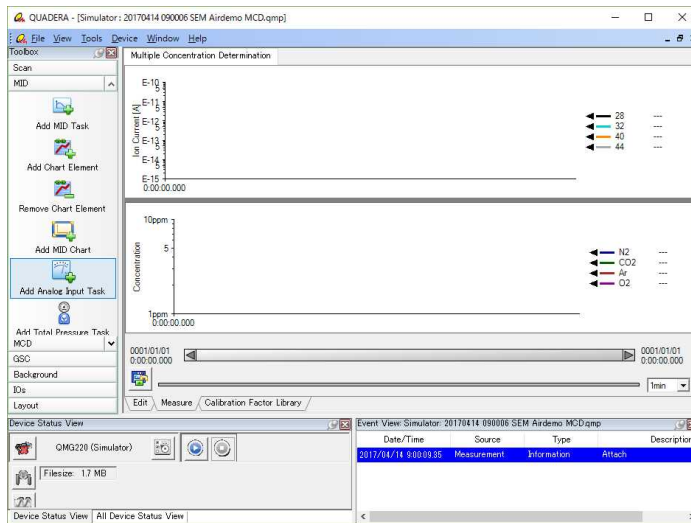 QUADERA - [Simulator : 20170414 090006 SEM Airdemo MCD.qmp]
File View Tools Device Window Help
Toolbox
Scan
MID
Add MID Task
Add Chart Element
Remove Chart Element
Add MID Chart
Add Analog Input Task
Add Total Pressure Task
MCD
GSC
Background
IOs
Layout
Multiple Concentration Determination
Ion Current [A]
E-10
5
E-11
5
E-12
5
E-13
5
E-14
5
E-15
0:00:00.000
28 ---
32 ---
40 ---
44 ---
Concentration
10ppm
5
1ppm
0:00:00.000
N2 ---
CO2 ---
Ar ---
O2 ---
0001/01/01
0:00:00.000
0001/01/01
0:00:00.000
1min
Edit Measure Calibration Factor Library
Device Status View
QMG220 (Simulator)
Filesize: 1.7 MB
Device Status View All Device Status View
Event View: Simulator: 20170414 090006 SEM Airdemo MCD.qmp
Date/Time Source Type Description
2017/04/14 9:00:09.35 Measurement Information Attach